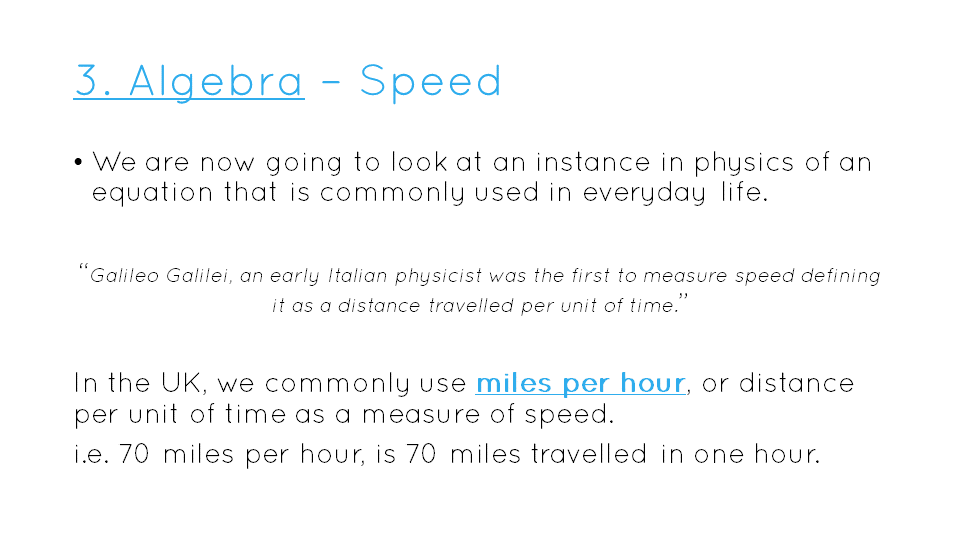 3. Algebra – Speed
• We are now going to look at an instance in physics of an
equation that is commonly used in everyday life.
“Galileo Galilei, an early Italian physicist was the first to measure speed defining
it as a distance travelled per unit of time.”
In the UK, we commonly use miles per hour, or distance
per unit of time as a measure of speed.
i.e. 70 miles per hour, is 70 miles travelled in one hour.